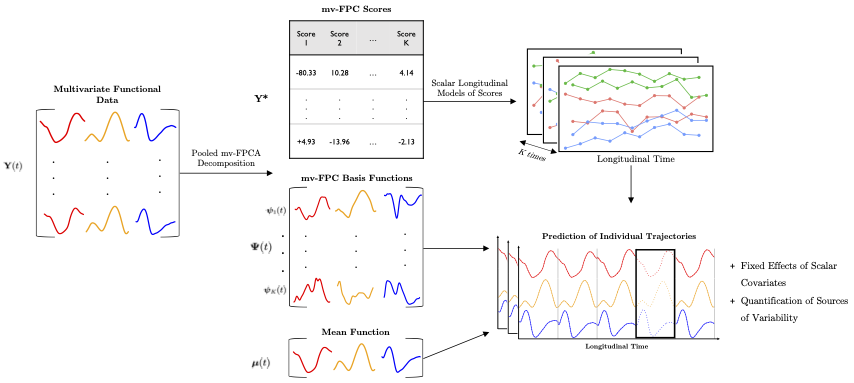 mv-FPC Scores
Score 1 Score 2 … Score K
-80.33 10.28 … 4.14
+4.93 -13.96 … -2.13
Y*
Multivariate Functional
Data
Y(t)
Pooled mv-FPCA
Decomposition
Scalar Longitudinal
Models of Scores
K times
Longitudinal Time
mv-FPC Basis Functions
ψ₁(t)
Ψ(t)
ψK(t)
Mean Function
μ(t)
Prediction of Individual Trajectories
Longitudinal Time
+ Fixed Effects of Scalar
Covariates
+ Quantification of Sources
of Variability